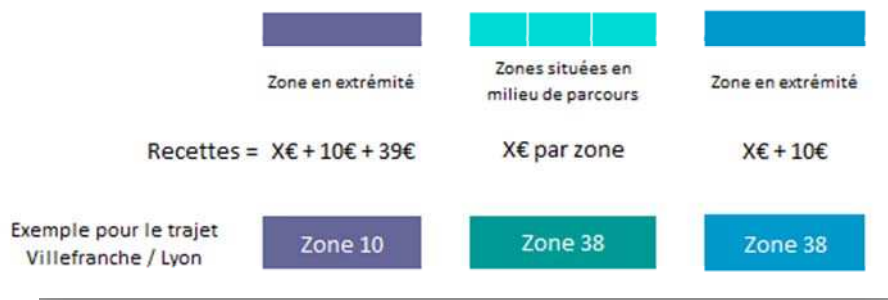 Zone en extrémité
Zones situées en
milieu de parcours
Zone en extrémité
Recettes = X€ + 10€ + 39€
X€ par zone
X€ + 10€
Exemple pour le trajet
Villefranche / Lyon
Zone 10
Zone 38
Zone 38